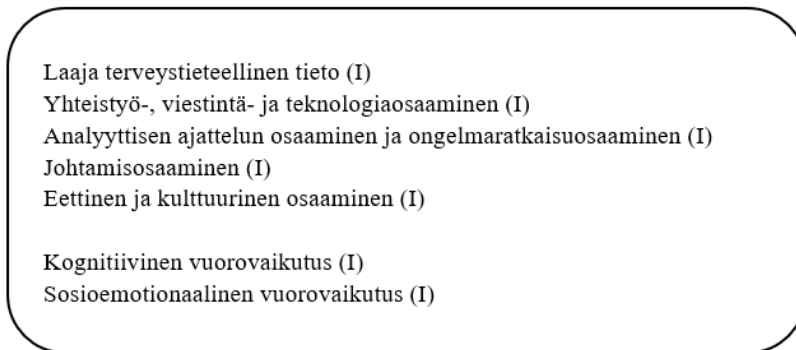 Laaja terveystieteellinen tieto (I)
Yhteistyö-, viestintä- ja teknologiaosaaminen (I)
Analyyttisen ajattelun osaaminen ja ongelmaratkaisuosaaminen (I)
Johtamisosaaminen (I)
Eettinen ja kulttuurinen osaaminen (I)
Kognitiivinen vuorovaikutus (I)
Sosioemotionaalinen vuorovaikutus (I)